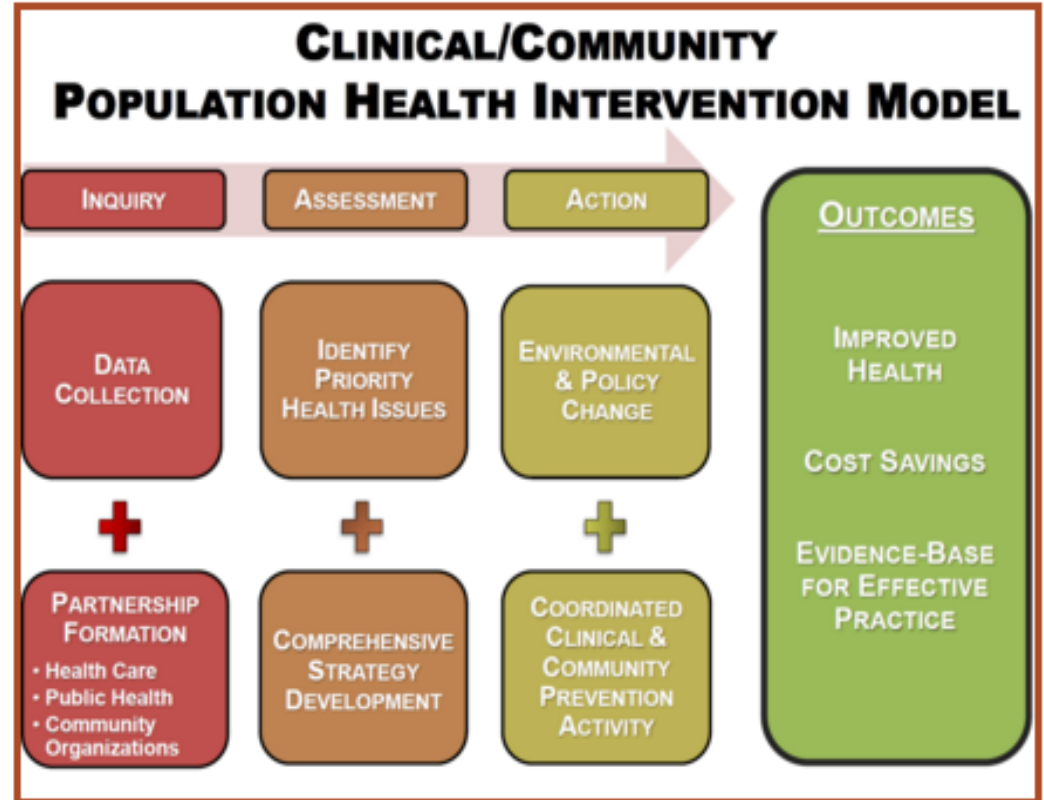 CLINICAL/COMMUNITY
POPULATION HEALTH INTERVENTION MODEL
INQUIRY
ASSESSMENT
ACTION
OUTCOMES
DATA
COLLECTION
IDENTIFY
PRIORITY
HEALTH ISSUES
ENVIRONMENTAL
& POLICY
CHANGE
IMPROVED
HEALTH
COST SAVINGS
EVIDENCE-BASE
FOR EFFECTIVE
PRACTICE
+
+
+
PARTNERSHIP
FORMATION
• Health Care
• Public Health
• Community
Organizations
COMPREHENSIVE
STRATEGY
DEVELOPMENT
COORDINATED
CLINICAL &
COMMUNITY
PREVENTION
ACTIVITY